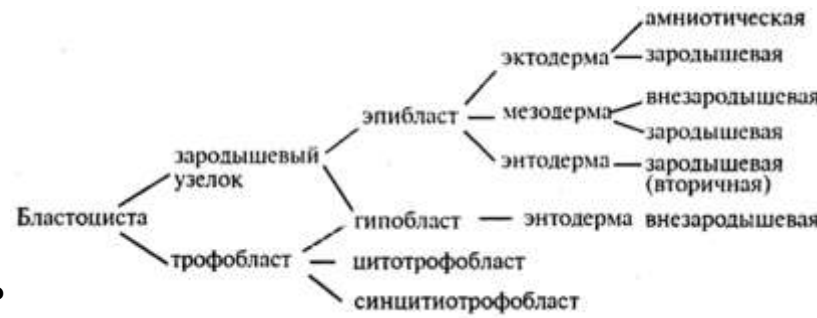 амниотическая
эктодерма
зародышевая
внезародышевая
эпибласт
мезодерма
зародышевая
зародышевый
узелок
энтодерма
зародышевая
(вторичная)
Бластоциста
гипобласт
энтодерма
внезародышевая
трофобласт
цитотрофобласт
синцитиотрофобласт